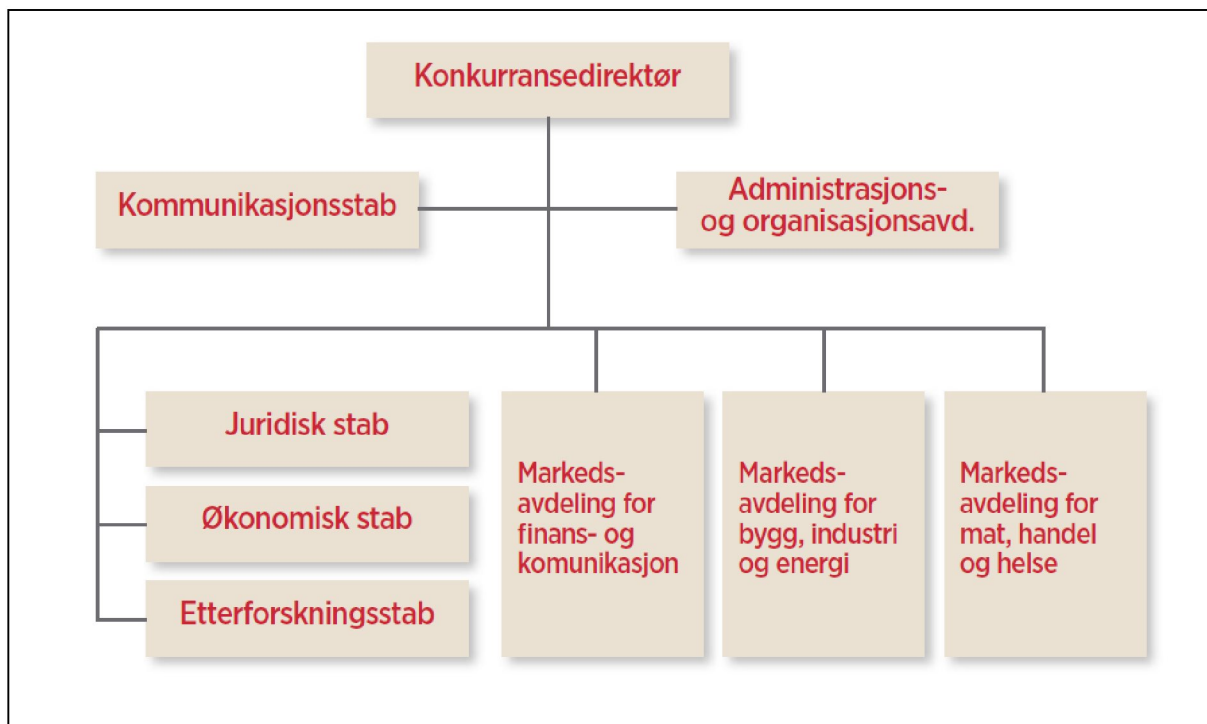 Konkurransedirektør
Kommunikasjonsstab
Administrasjons-
og organisasjonsavd.
Juridisk stab
Økonomisk stab
Etterforskningsstab
Markeds-
avdeling for
finans- og
komunikasjon
Markeds-
avdeling for
bygg, industri
og energi
Markeds-
avdeling for
mat, handel
og helse